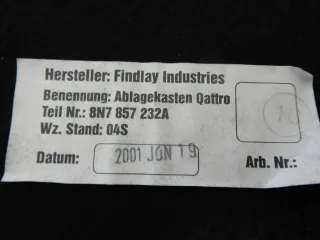 Hersteller: Findlay Industries
Benennung: Ablagekasten Qattro
Teil Nr.: 8N7 857 232A
Wz. Stand: 04S
Datum: 2001 JUN 19
Arb. Nr.: